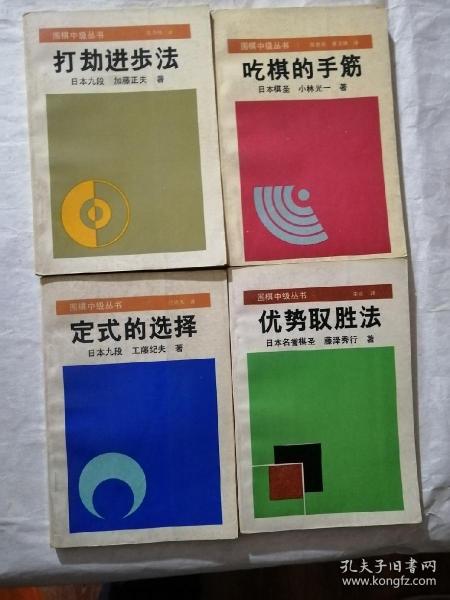 围棋中级丛书
打劫进步法
日本九段 加藤正夫 著
围棋中级丛书
吃棋的手筋
日本棋圣 小林光一 著
围棋中级丛书
定式的选择
日本九段 工藤纪夫 著
围棋中级丛书
优势取胜法
日本名誉棋圣 藤泽秀行 著
孔夫子旧书网
www.kongfz.com